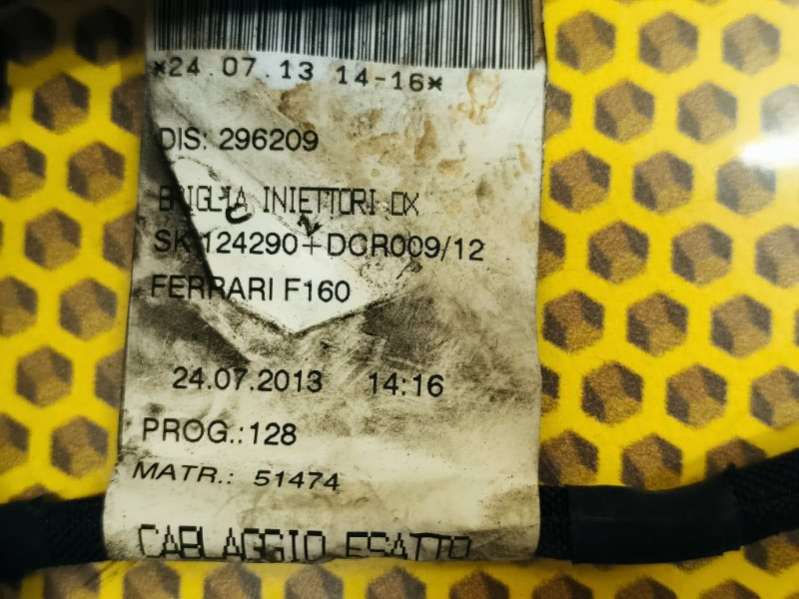 *24.07.13 14-16*
DIS: 296209
BRIGLIA INIETTORI DX
SK 124290+DCR009/12
FERRARI F160
24.07.2013 14:16
PROG.:128
MATR.: 51474
CABLAGGIO ESATTO